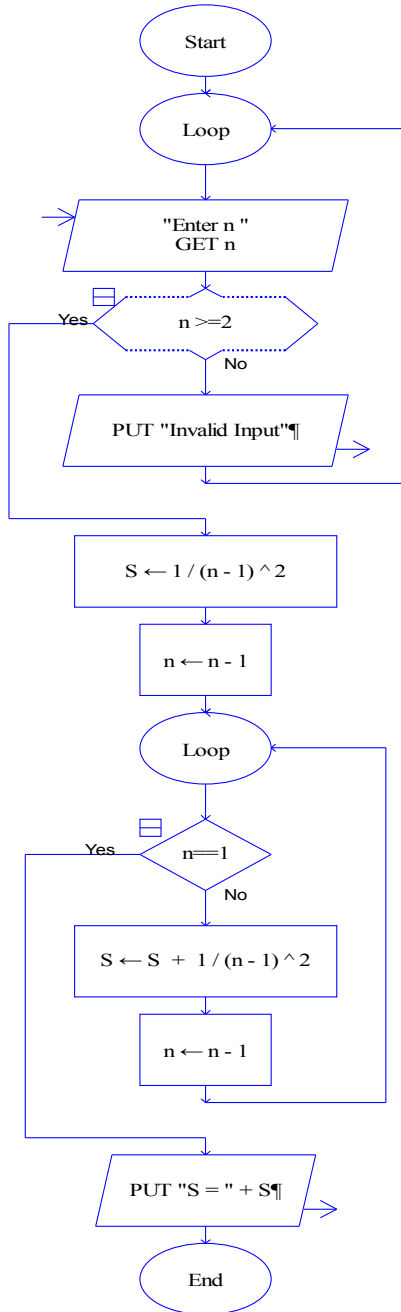 Start
Loop
"Enter n "
GET n
Yes
n >=2
No
PUT "Invalid Input"¶
S ← 1 / (n - 1) ^ 2
n ← n - 1
Loop
Yes
n==1
No
S ← S + 1 / (n - 1) ^ 2
n ← n - 1
PUT "S = " + S¶
End